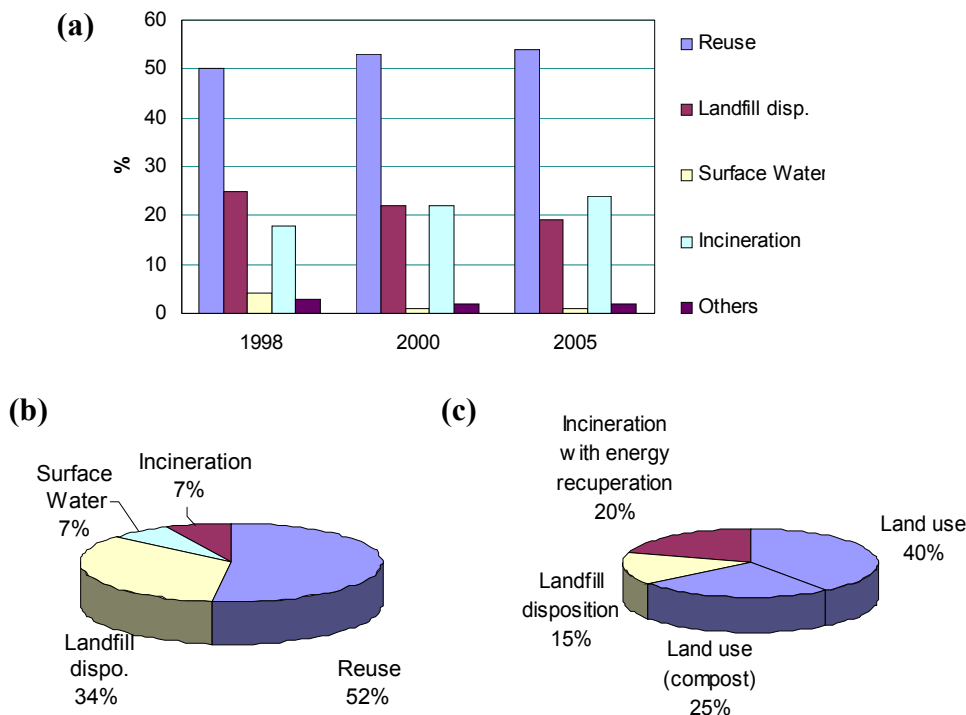 (a)
60
50
40
30
20
10
0
%
1998
2000
2005
Reuse
Landfill disp.
Surface Water
Incineration
Others
(b)
Surface
Water
7%
Incineration
7%
Landfill
dispo.
34%
Reuse
52%
(c)
Incineration
with energy
recuperation
20%
Land use
40%
Landfill
disposition
15%
Land use
(compost)
25%